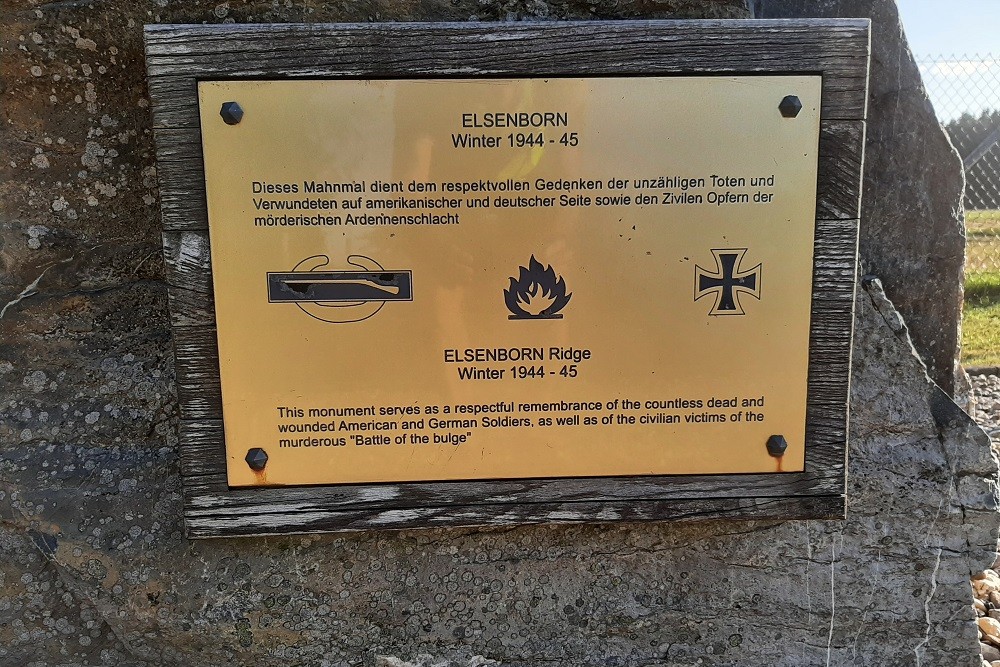 ELSENBORN
Winter 1944 - 45
Dieses Mahnmal dient dem respektvollen Gedenken der unzähligen Toten und
Verwundeten auf amerikanischer und deutscher Seite sowie den Zivilen Opfern der
mörderischen Ardennenschlacht
ELSENBORN Ridge
Winter 1944 - 45
This monument serves as a respectful remembrance of the countless dead and
wounded American and German Soldiers, as well as of the civilian victims of the
murderous "Battle of the bulge"